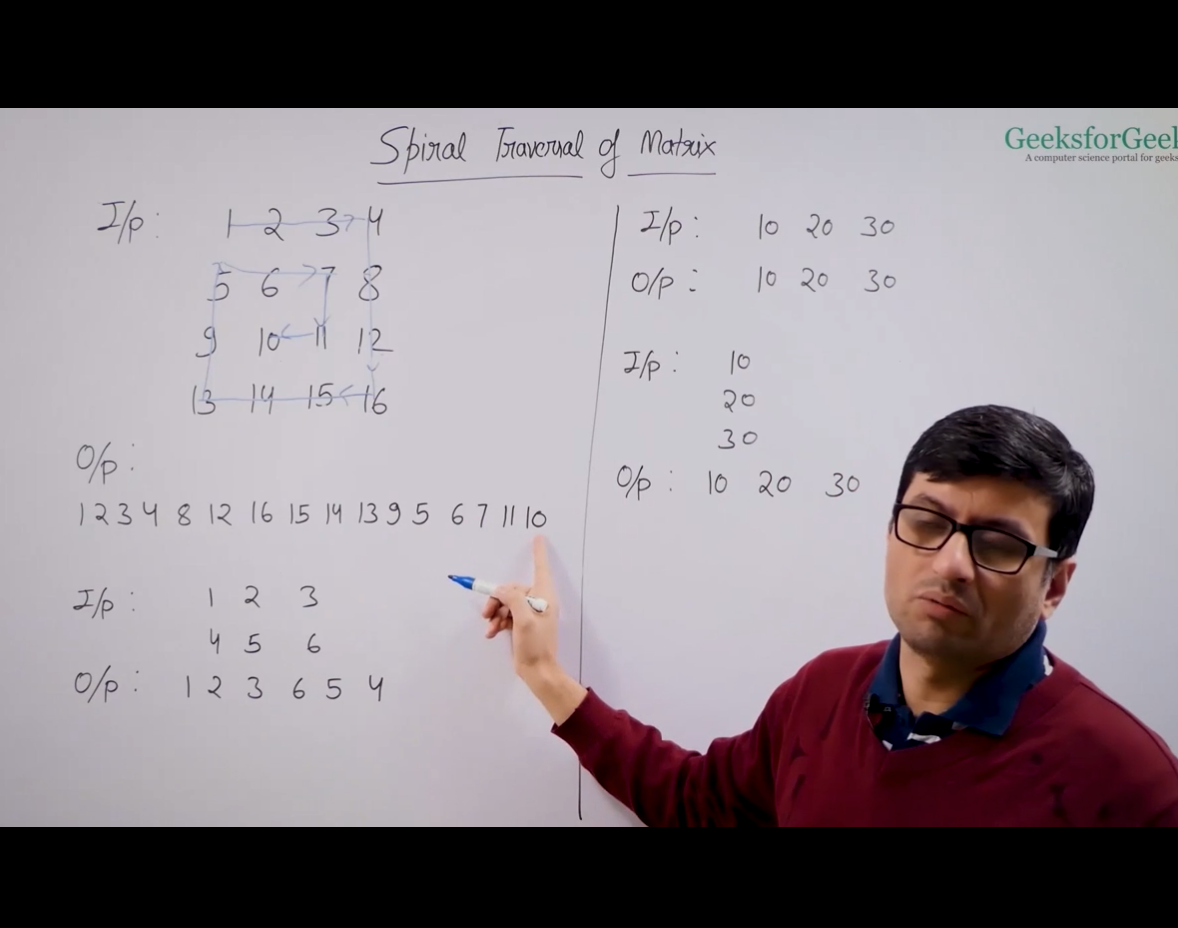 Spiral Traversal of Matrix
GeeksforGeek
A computer science portal for geeks
I/p: 1 2 3 4
5 6 7 8
9 10 11 12
13 14 15 16
O/p:
1 2 3 4 8 12 16 15 14 13 9 5 6 7 11 10
I/p: 1 2 3
4 5 6
O/p: 1 2 3 6 5 4
I/p: 10 20 30
O/p: 10 20 30
I/p: 10
20
30
O/p: 10 20 30